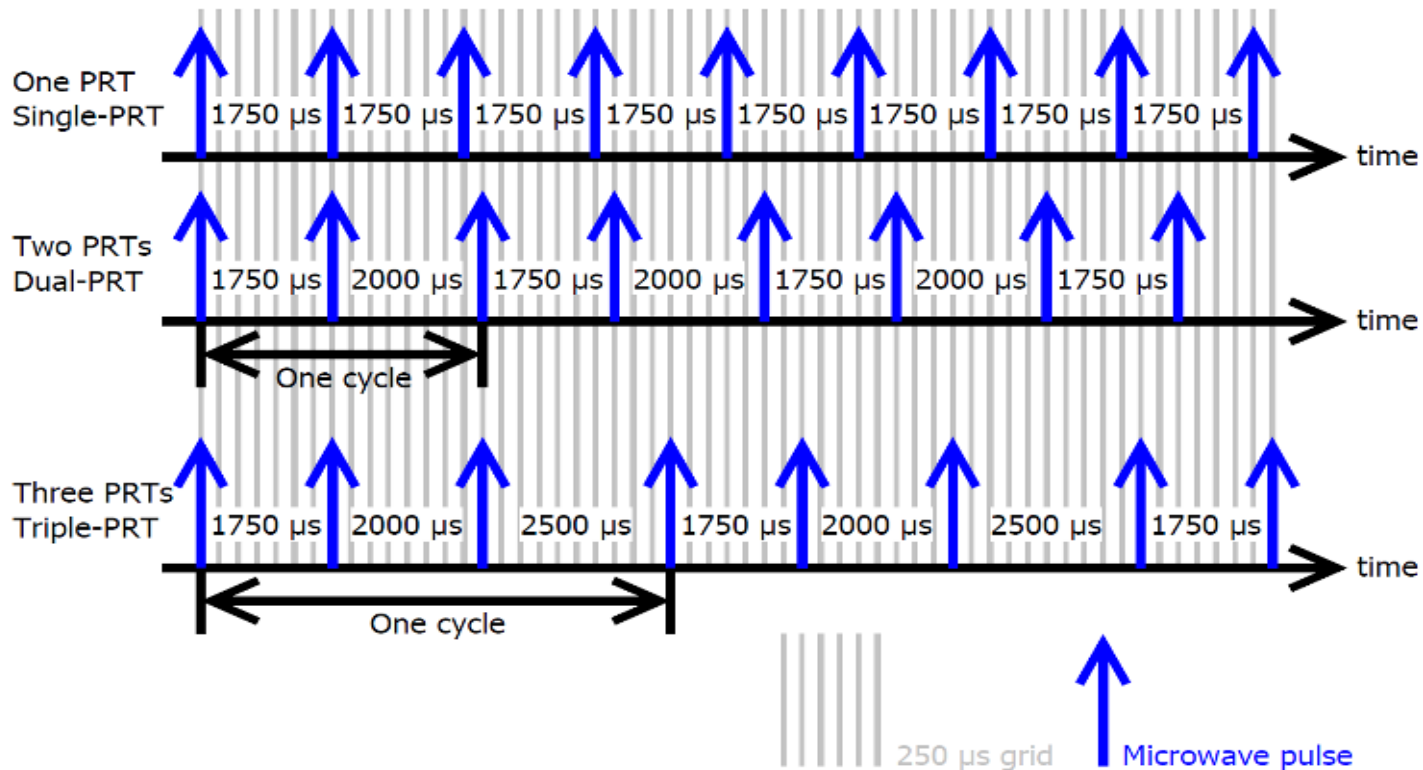 One PRT
Single-PRT
1750 µs 1750 µs 1750 µs 1750 µs 1750 µs 1750 µs 1750 µs 1750 µs
time
Two PRTs
Dual-PRT
1750 µs 2000 µs 1750 µs 2000 µs 1750 µs 2000 µs 1750 µs
time
One cycle
Three PRTs
Triple-PRT
1750 µs 2000 µs 2500 µs 1750 µs 2000 µs 2500 µs 1750 µs
time
One cycle
250 µs grid
Microwave pulse